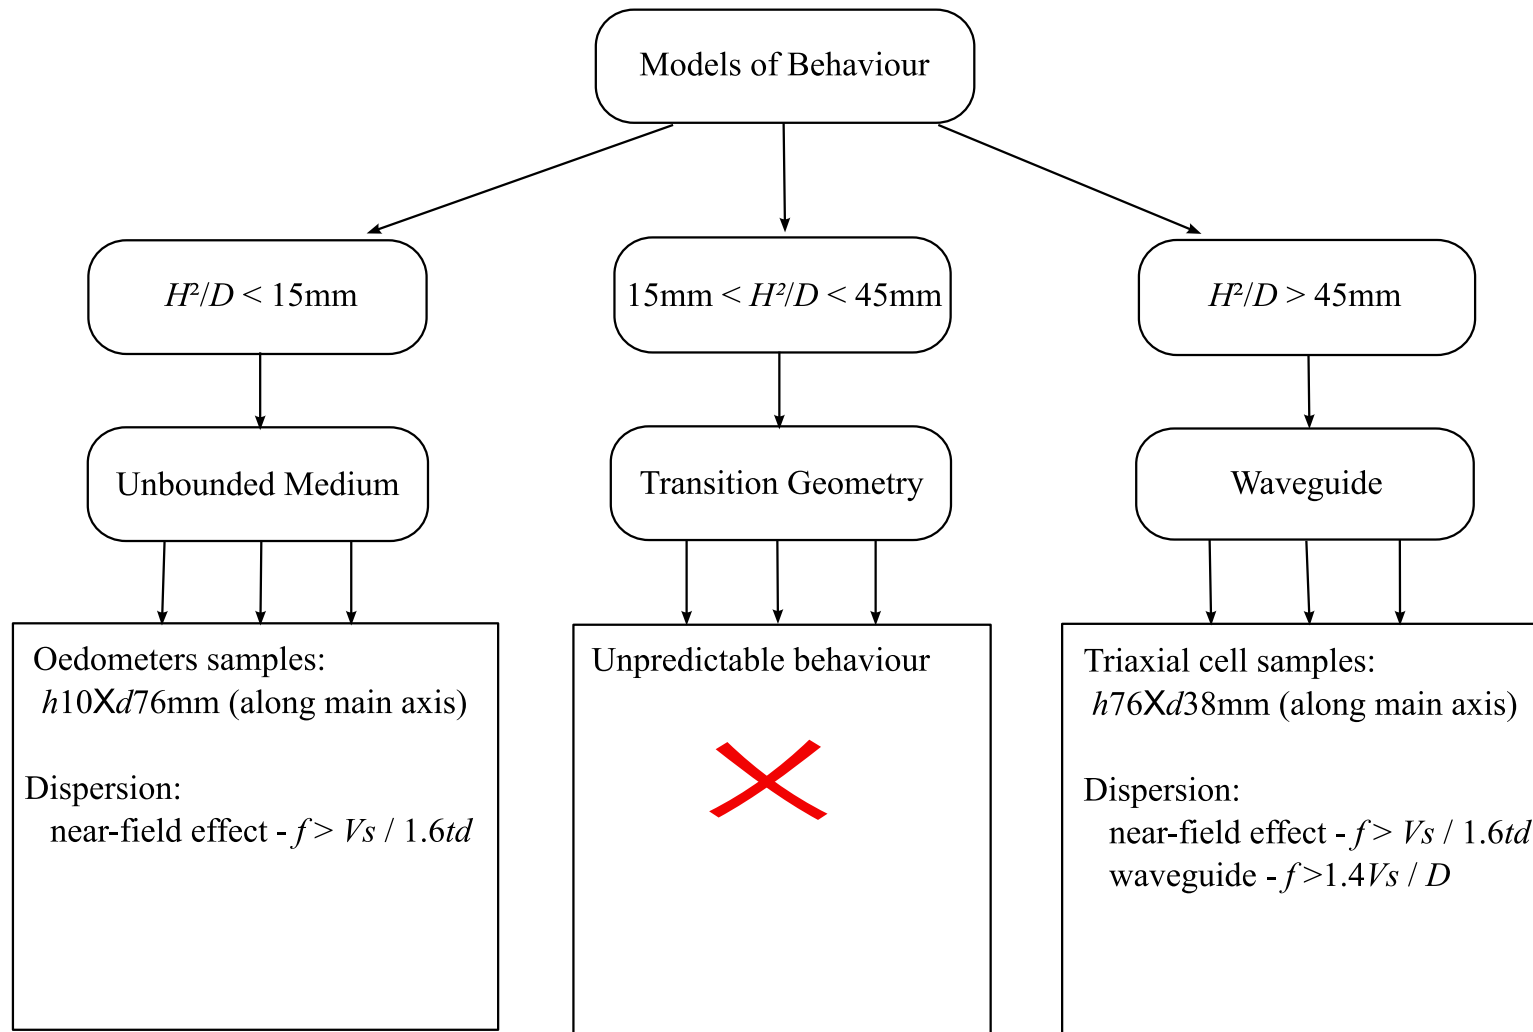 Models of Behaviour
H²/D < 15mm
15mm < H²/D < 45mm
H²/D > 45mm
Unbounded Medium
Transition Geometry
Waveguide
Oedometers samples:
h10Xd76mm (along main axis)
Dispersion:
near-field effect - f > Vs / 1.6td
Unpredictable behaviour
Triaxial cell samples:
h76Xd38mm (along main axis)
Dispersion:
near-field effect - f > Vs / 1.6td
waveguide - f >1.4Vs / D